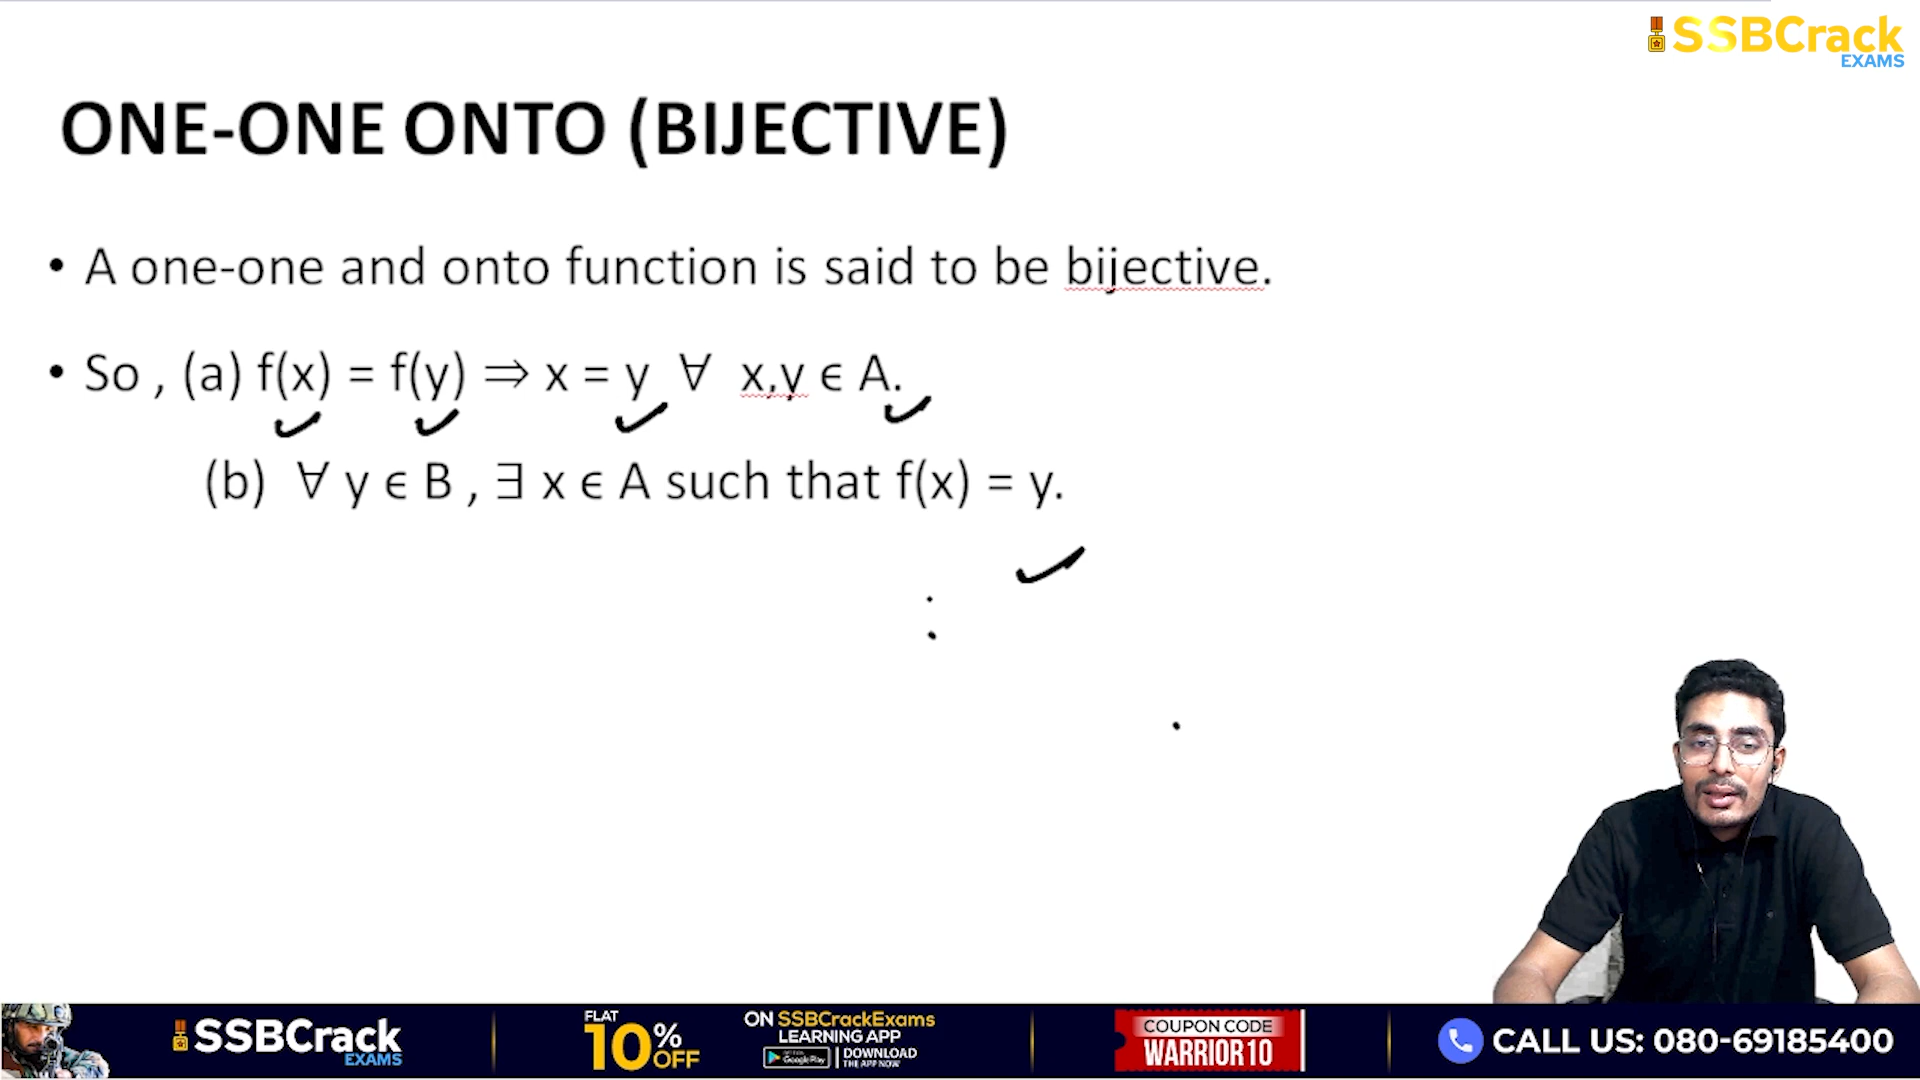 SSBCrack
EXAMS
ONE-ONE ONTO (BIJECTIVE)
• A one-one and onto function is said to be bijective.
• So , (a) f(x) = f(y) ⇒ x = y ∀ x,y ϵ A.
(b) ∀ y ϵ B , ∃ x ϵ A such that f(x) = y.
SSBCrack
EXAMS
FLAT
10% OFF
ON SSBCrackExams
LEARNING APP
Google Play
DOWNLOAD
THE APP NOW
COUPON CODE
WARRIOR10
CALL US: 080-69185400